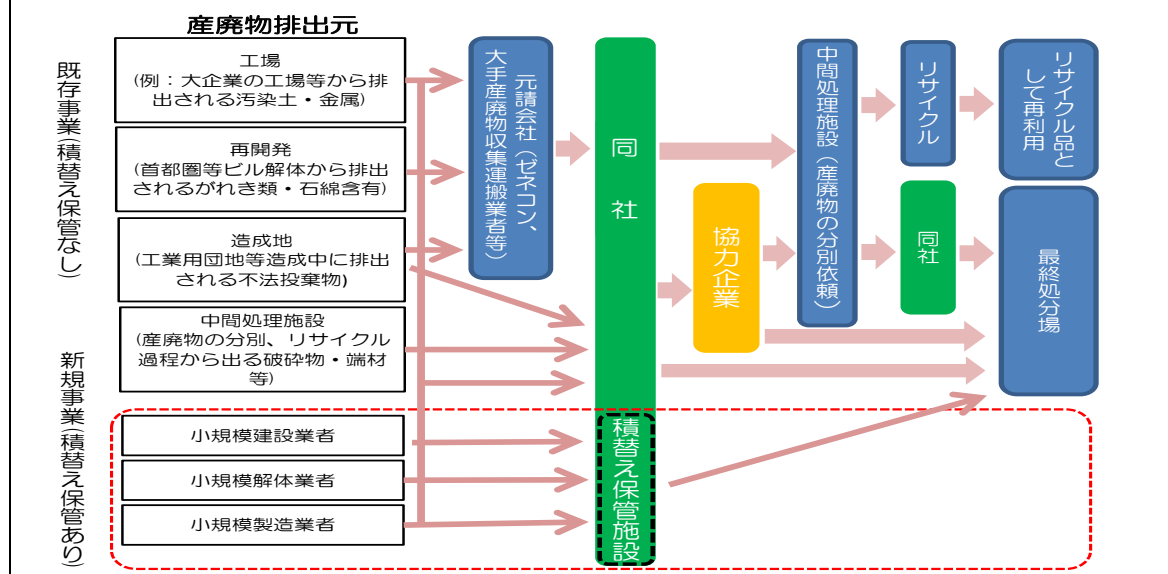 産廃物排出元
既存事業(積替え保管なし)
工場
(例：大企業の工場等から排
出される汚染土・金属)
再開発
(首都圏等ビル解体から排出
されるがれき類・石綿含有)
造成地
(工業用団地等造成中に排出
される不法投棄物)
中間処理施設
(産廃物の分別、リサイクル
過程から出る破砕物・端材
等)
元請会社（ゼネコン、
大手産廃物収集運搬業者等）
同社
協力企業
中間処理施設（産廃物の分別依頼）
リサイクル
同社
リサイクル品と
して再利用
最終処分場
新規事業(積替え保管あり)
小規模建設業者
小規模解体業者
小規模製造業者
積替え保管施設